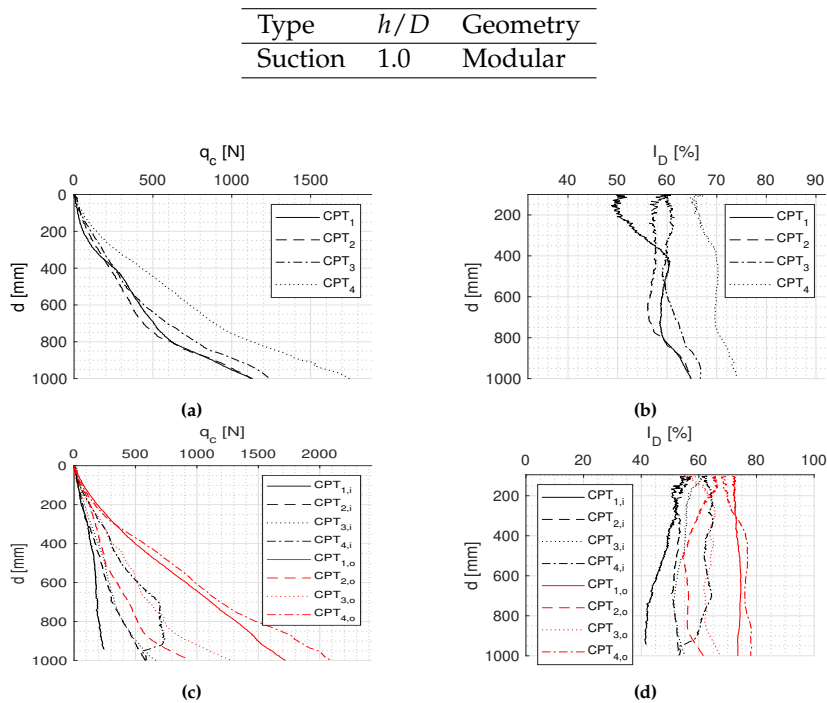 Type h/D Geometry
Suction 1.0 Modular
q_c [N]
0 500 1000 1500
0
200
400
600
800
1000
d [mm]
CPT_1
CPT_2
CPT_3
CPT_4
(a)
I_D [%]
40 50 60 70 80 90
200
400
600
800
1000
d [mm]
CPT_1
CPT_2
CPT_3
CPT_4
(b)
q_c [N]
0 500 1000 1500 2000
0
200
400
600
800
1000
d [mm]
CPT_1,i
CPT_2,i
CPT_3,i
CPT_4,i
CPT_1,o
CPT_2,o
CPT_3,o
CPT_4,o
(c)
I_D [%]
0 20 40 60 80 100
200
400
600
800
1000
d [mm]
CPT_1,i
CPT_2,i
CPT_3,i
CPT_4,i
CPT_1,o
CPT_2,o
CPT_3,o
CPT_4,o
(d)